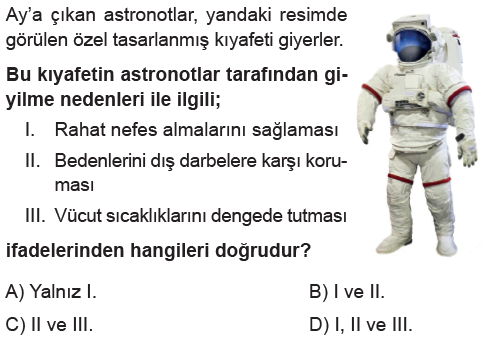 Ay’a çıkan astronotlar, yandaki resimde
görülen özel tasarlanmış kıyafeti giyerler.
Bu kıyafetin astronotlar tarafından gi-
yilme nedenleri ile ilgili;
I. Rahat nefes almalarını sağlaması
II. Bedenlerini dış darbelere karşı koru-
ması
III. Vücut sıcaklıklarını dengede tutması
ifadelerinden hangileri doğrudur?
A) Yalnız I. B) I ve II.
C) II ve III. D) I, II ve III.